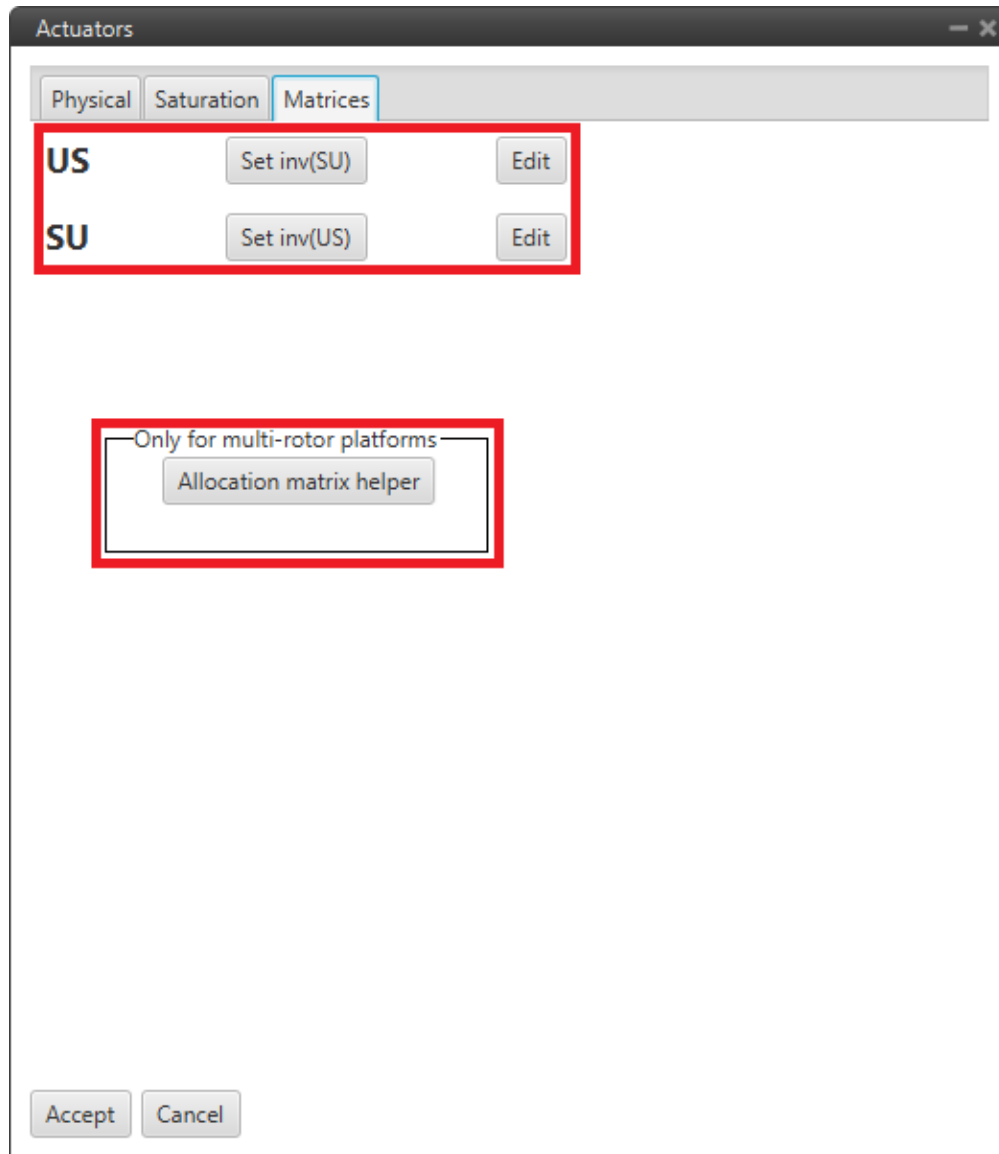 Actuators
Physical Saturation Matrices
US Set inv(SU) Edit
SU Set inv(US) Edit
Only for multi-rotor platforms
Allocation matrix helper
Accept Cancel